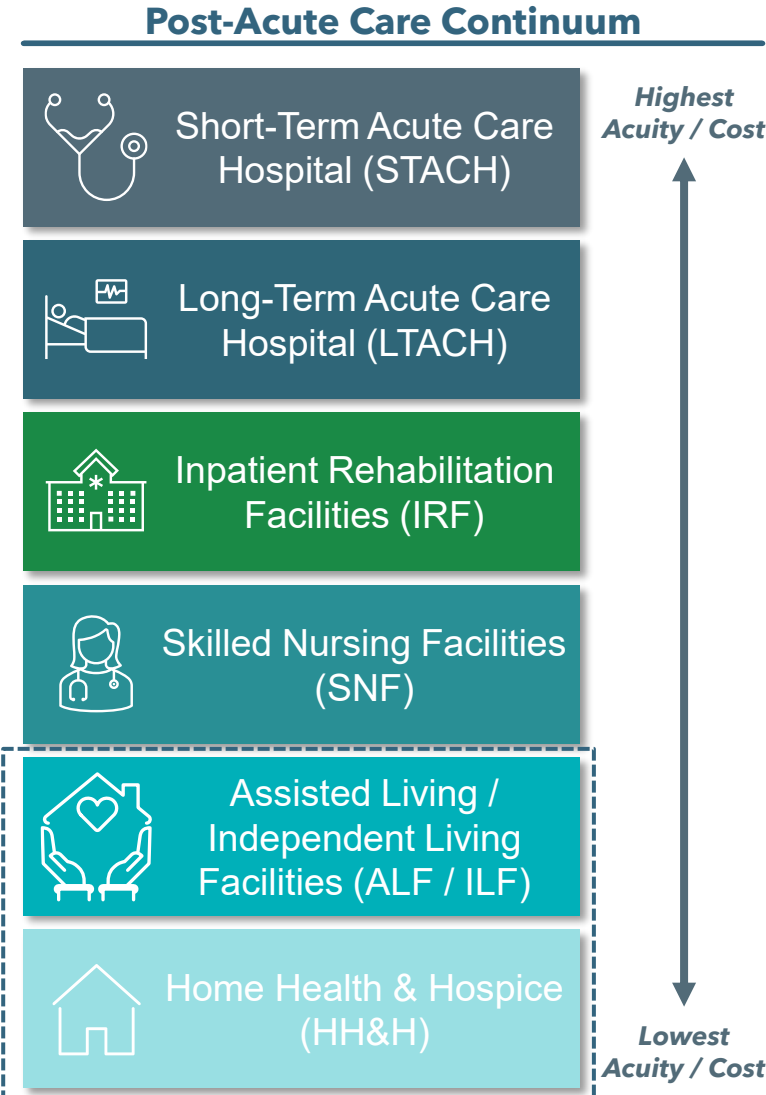 Post-Acute Care Continuum
Highest
Acuity / Cost
Short-Term Acute Care
Hospital (STACH)
Long-Term Acute Care
Hospital (LTACH)
Inpatient Rehabilitation
Facilities (IRF)
Skilled Nursing Facilities
(SNF)
Assisted Living /
Independent Living
Facilities (ALF / ILF)
Home Health & Hospice
(HH&H)
Lowest
Acuity / Cost